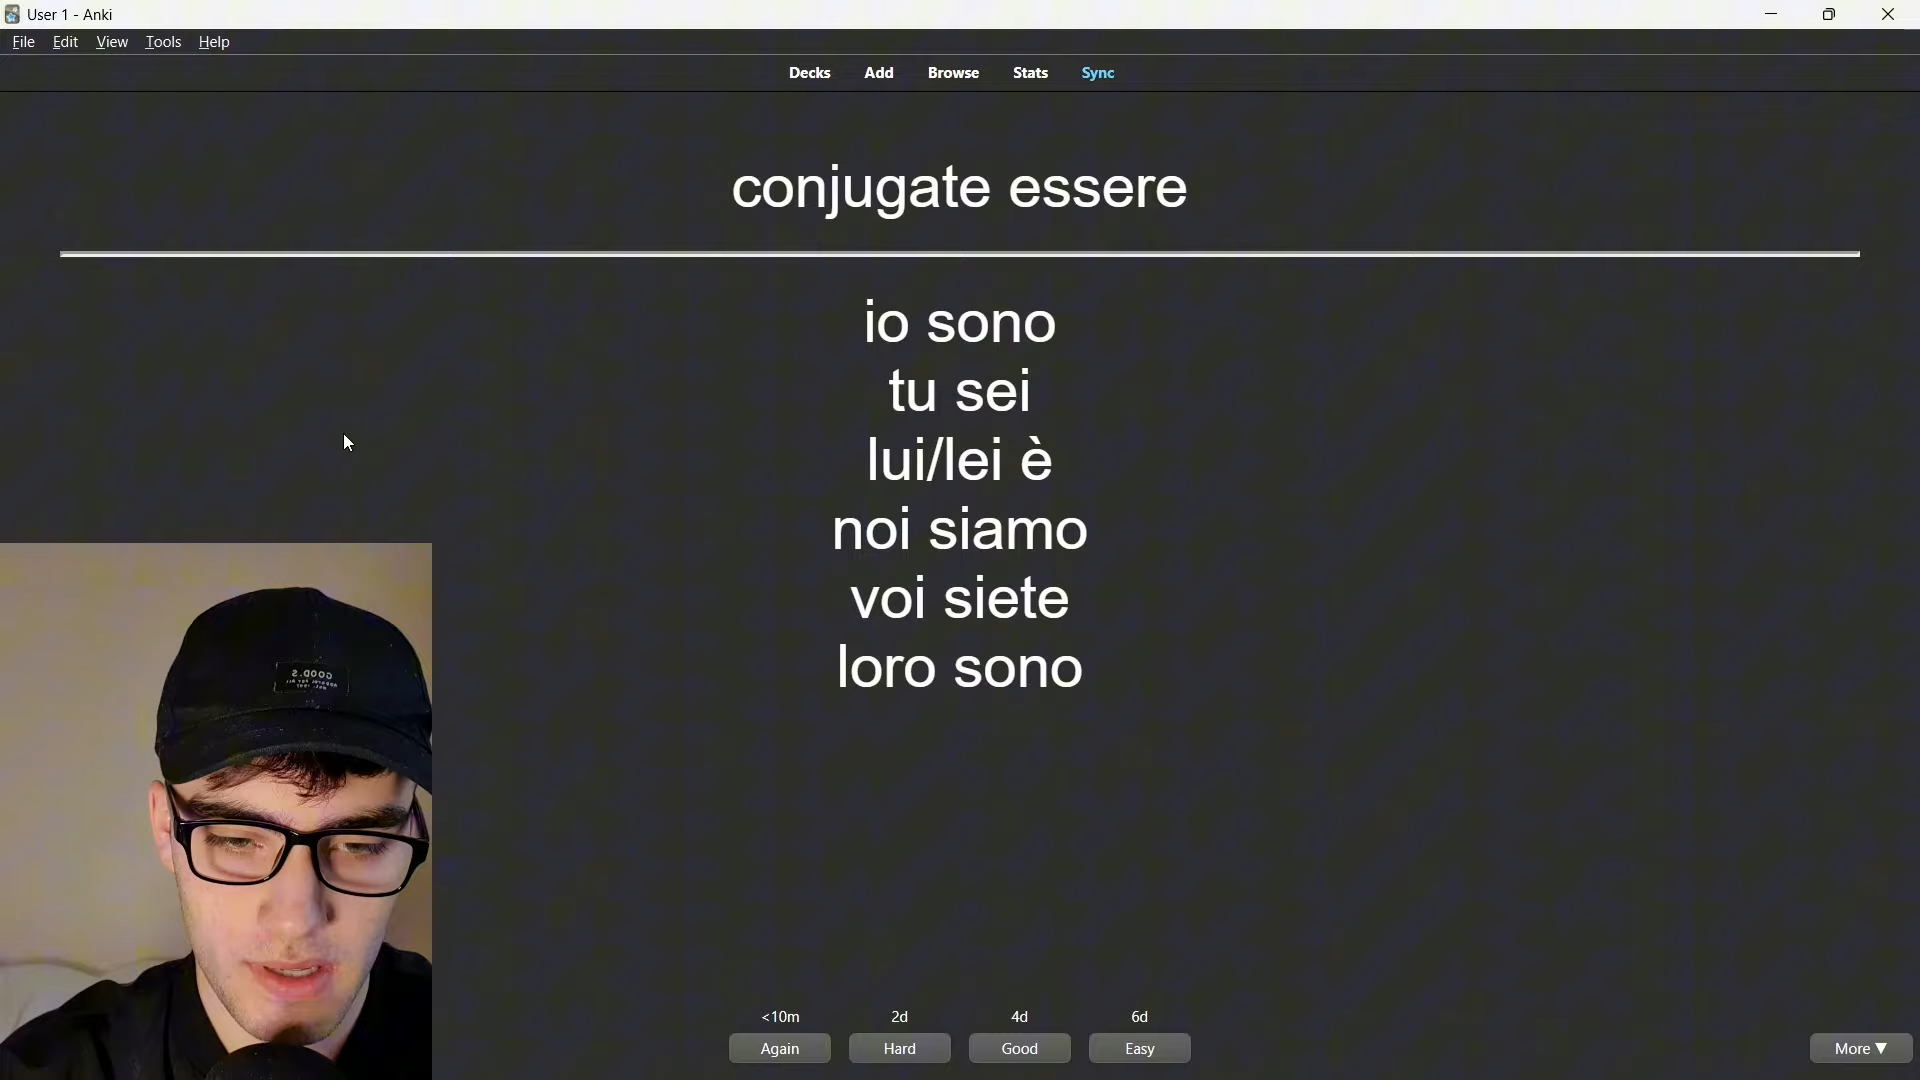 User 1 - Anki
File Edit View Tools Help
Decks Add Browse Stats Sync
conjugate essere
io sono
tu sei
lui/lei è
noi siamo
voi siete
loro sono
GOOD.S
<10m 2d 4d 6d
Again Hard Good Easy
More ▼